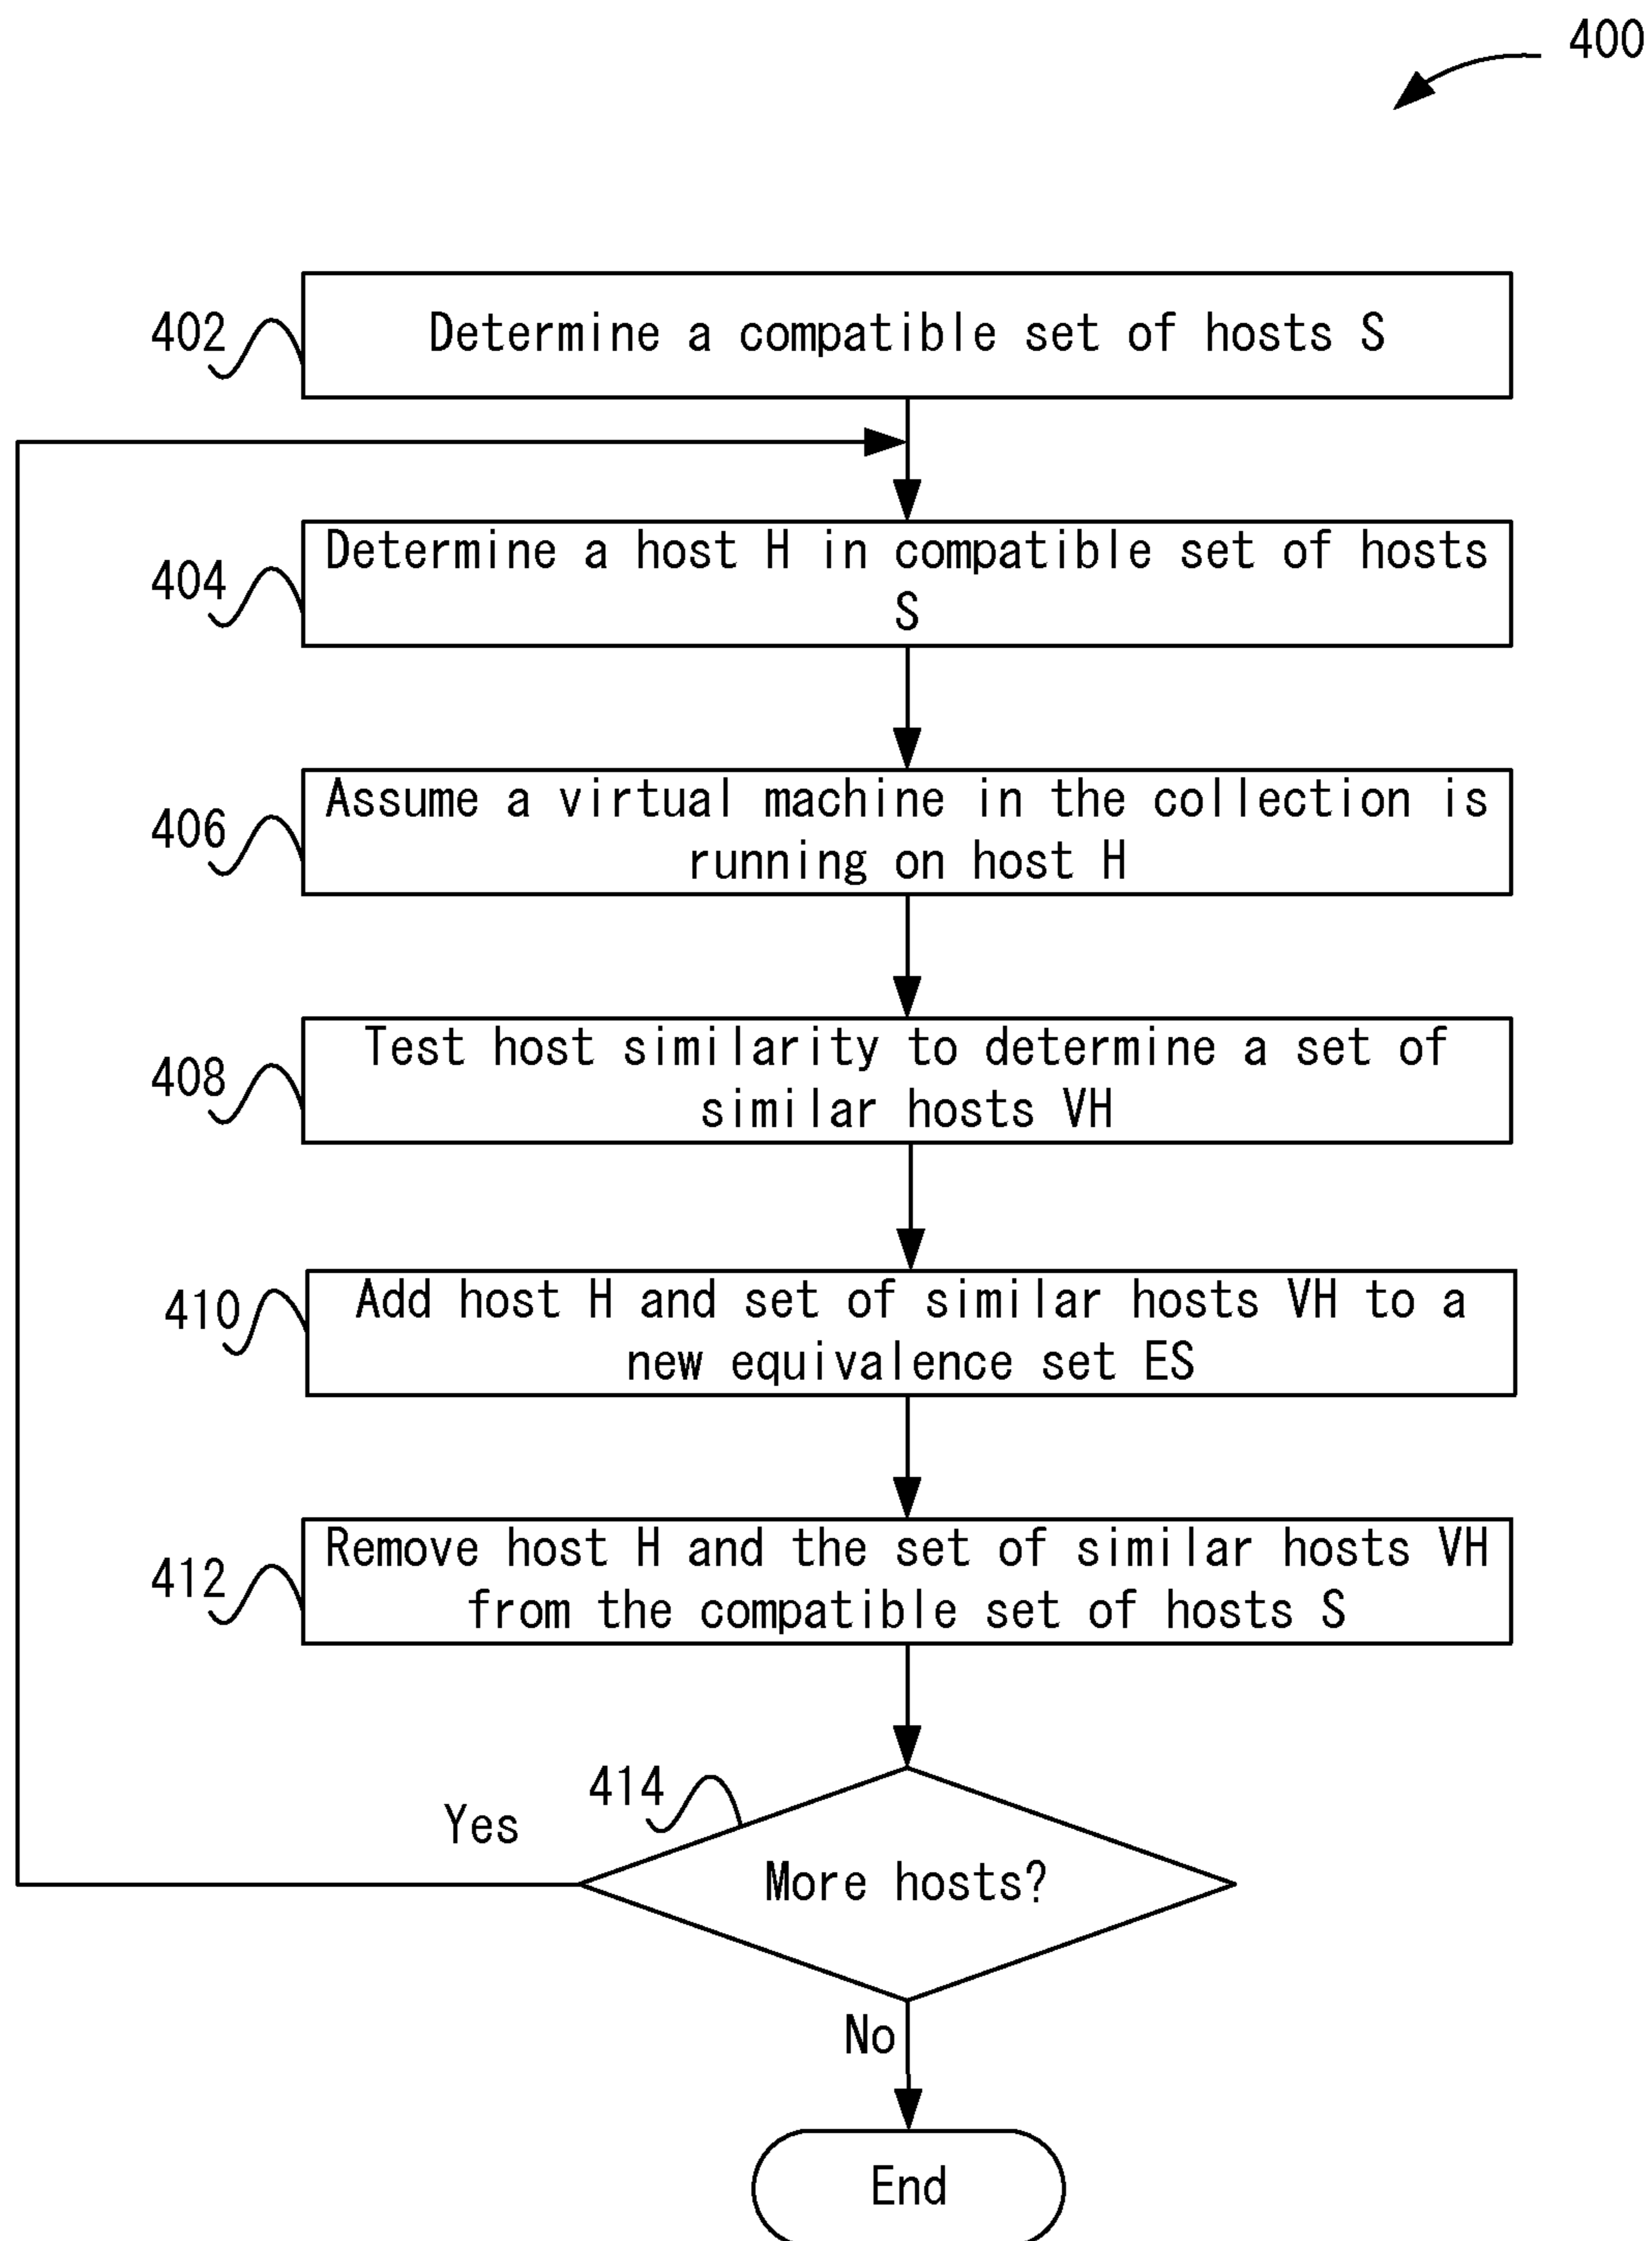 400
402
Determine a compatible set of hosts S
404
Determine a host H in compatible set of hosts
S
406
Assume a virtual machine in the collection is
running on host H
408
Test host similarity to determine a set of
similar hosts VH
410
Add host H and set of similar hosts VH to a
new equivalence set ES
412
Remove host H and the set of similar hosts VH
from the compatible set of hosts S
414
Yes
More hosts?
No
End